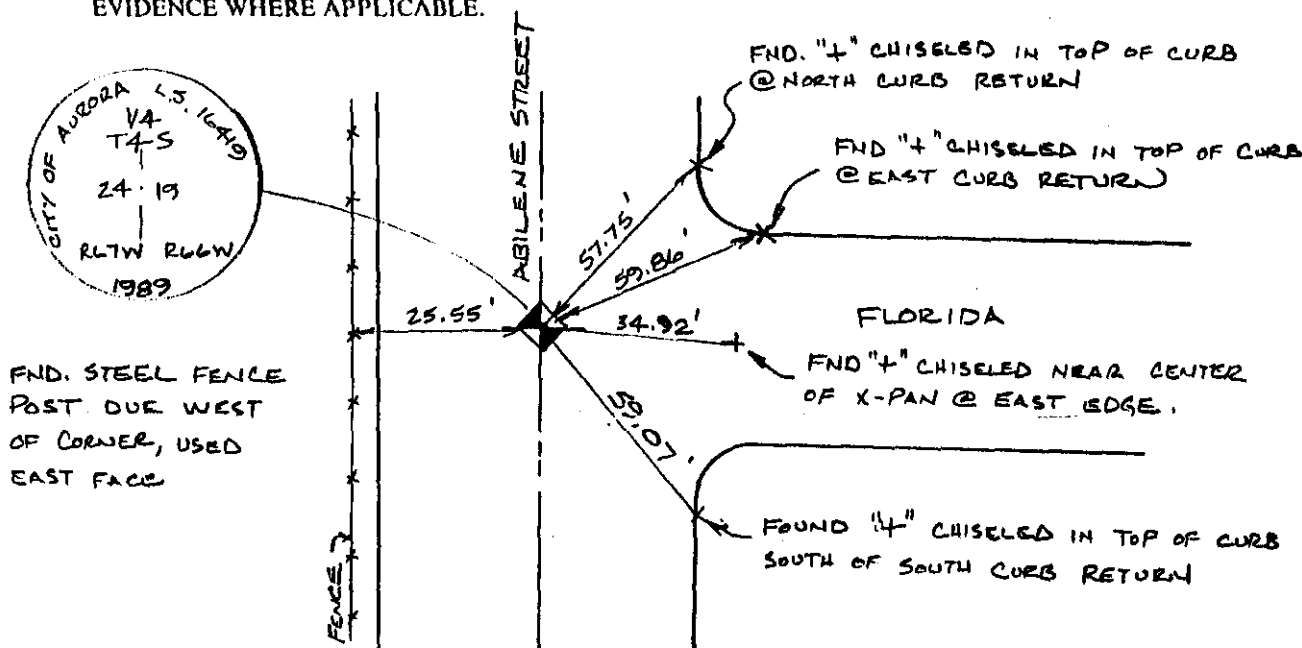 EVIDENCE WHERE APPLICABLE.
CITY OF AURORA L.S. 16419
1/4
T4S
24 · 19
R67W R66W
1989
ABILENE STREET
FND. "+" CHISELED IN TOP OF CURB
@ NORTH CURB RETURN
FND "+" CHISELED IN TOP OF CURB
@ EAST CURB RETURN
57.75'
59.86'
25.55'
34.92'
FLORIDA
FND "+" CHISELED NEAR CENTER
OF X-PAN @ EAST EDGE.
FND. STEEL FENCE
POST DUE WEST
OF CORNER, USED
EAST FACE
59.07'
FOUND "+" CHISELED IN TOP OF CURB
SOUTH OF SOUTH CURB RETURN
FENCE